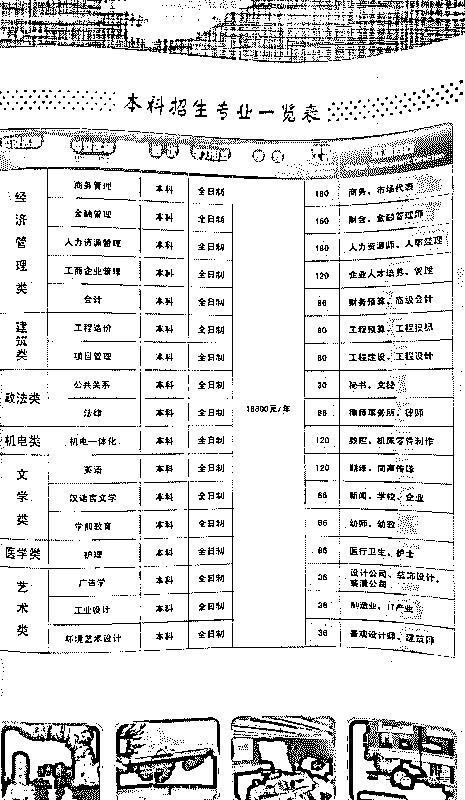 本科招生专业一览表
经济管理类
商务管理 本科 全日制 160 商务、市场代表
金融管理 本科 全日制 160 财会、金融管理师
人力资源管理 本科 全日制 160 人力资源师、人事经理
工商企业管理 本科 全日制 120 企业人才培养、管理
会计 本科 全日制 86 财务预算、高级会计
建筑类
工程造价 本科 全日制 80 工程预算、工程投标
项目管理 本科 全日制 80 工程建设、工程设计
政法类
公共关系 本科 全日制 30 秘书、文秘
法律 本科 全日制 86 律师事务所、律师
16800元/年
机电类
机电一体化 本科 全日制 120 数控、机床零件制作
文学类
英语 本科 全日制 120 翻译、同声传译
汉语言文学 本科 全日制 86 新闻、学校、企业
学前教育 本科 全日制 86 幼师、幼教
医学类
护理 本科 全日制 86 医疗卫生、护士
艺术类
广告学 本科 全日制 36 设计公司、装饰设计、
装潢公司
工业设计 本科 全日制 36 制造业、IT产业
环境艺术设计 本科 全日制 36 景观设计师、建筑师